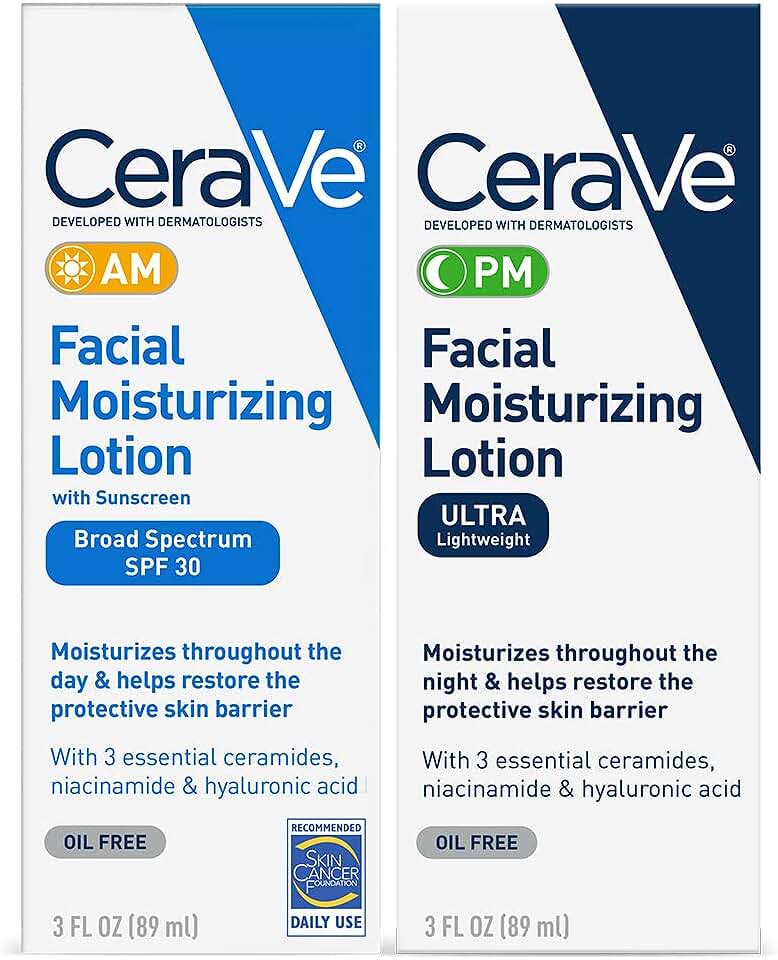 CeraVe®
DEVELOPED WITH DERMATOLOGISTS
AM
Facial
Moisturizing
Lotion
with Sunscreen
Broad Spectrum
SPF 30
Moisturizes throughout the
day & helps restore the
protective skin barrier
With 3 essential ceramides,
niacinamide & hyaluronic acid
OIL FREE
RECOMMENDED
SKIN
CANCER
FOUNDATION
DAILY USE
3 FL OZ (89 ml)
CeraVe®
DEVELOPED WITH DERMATOLOGISTS
PM
Facial
Moisturizing
Lotion
ULTRA
Lightweight
Moisturizes throughout the
night & helps restore the
protective skin barrier
With 3 essential ceramides,
niacinamide & hyaluronic acid
OIL FREE
3 FL OZ (89 ml)